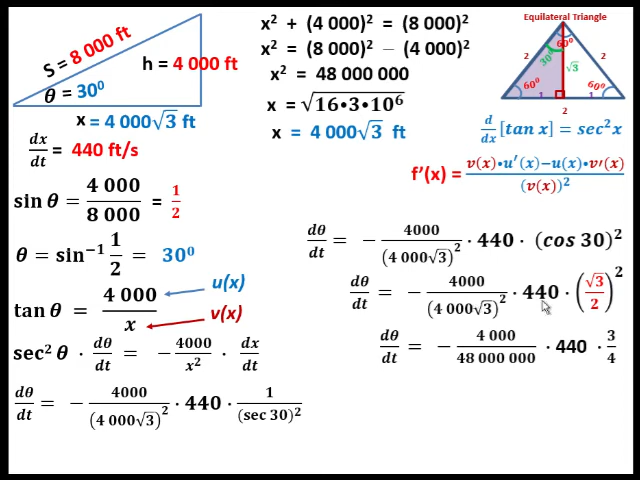 S = 8 000 ft
h = 4 000 ft
θ = 30⁰
x = 4 000√3 ft
dx/dt = 440 ft/s
sin θ = 4 000/8 000 = 1/2
θ = sin⁻¹ 1/2 = 30⁰
tan θ = 4 000/x
u(x)
v(x)
sec² θ · dθ/dt = − 4000/x² · dx/dt
dθ/dt = − 4000/(4 000√3)² · 440 · 1/(sec 30)²
x² + (4 000)² = (8 000)²
x² = (8 000)² − (4 000)²
x² = 48 000 000
x = √16•3•10⁶
x = 4 000√3 ft
Equilateral Triangle
60⁰
30⁰
2
2
√3
60⁰
60⁰
1
1
2
d/dx [tan x] = sec² x
f'(x) = v(x)•u′(x)−u(x)•v′(x)/(v(x))²
dθ/dt = − 4000/(4 000√3)² · 440 · (cos 30)²
dθ/dt = − 4000/(4 000√3)² · 440 · (√3/2)²
dθ/dt = − 4 000/48 000 000 · 440 · 3/4